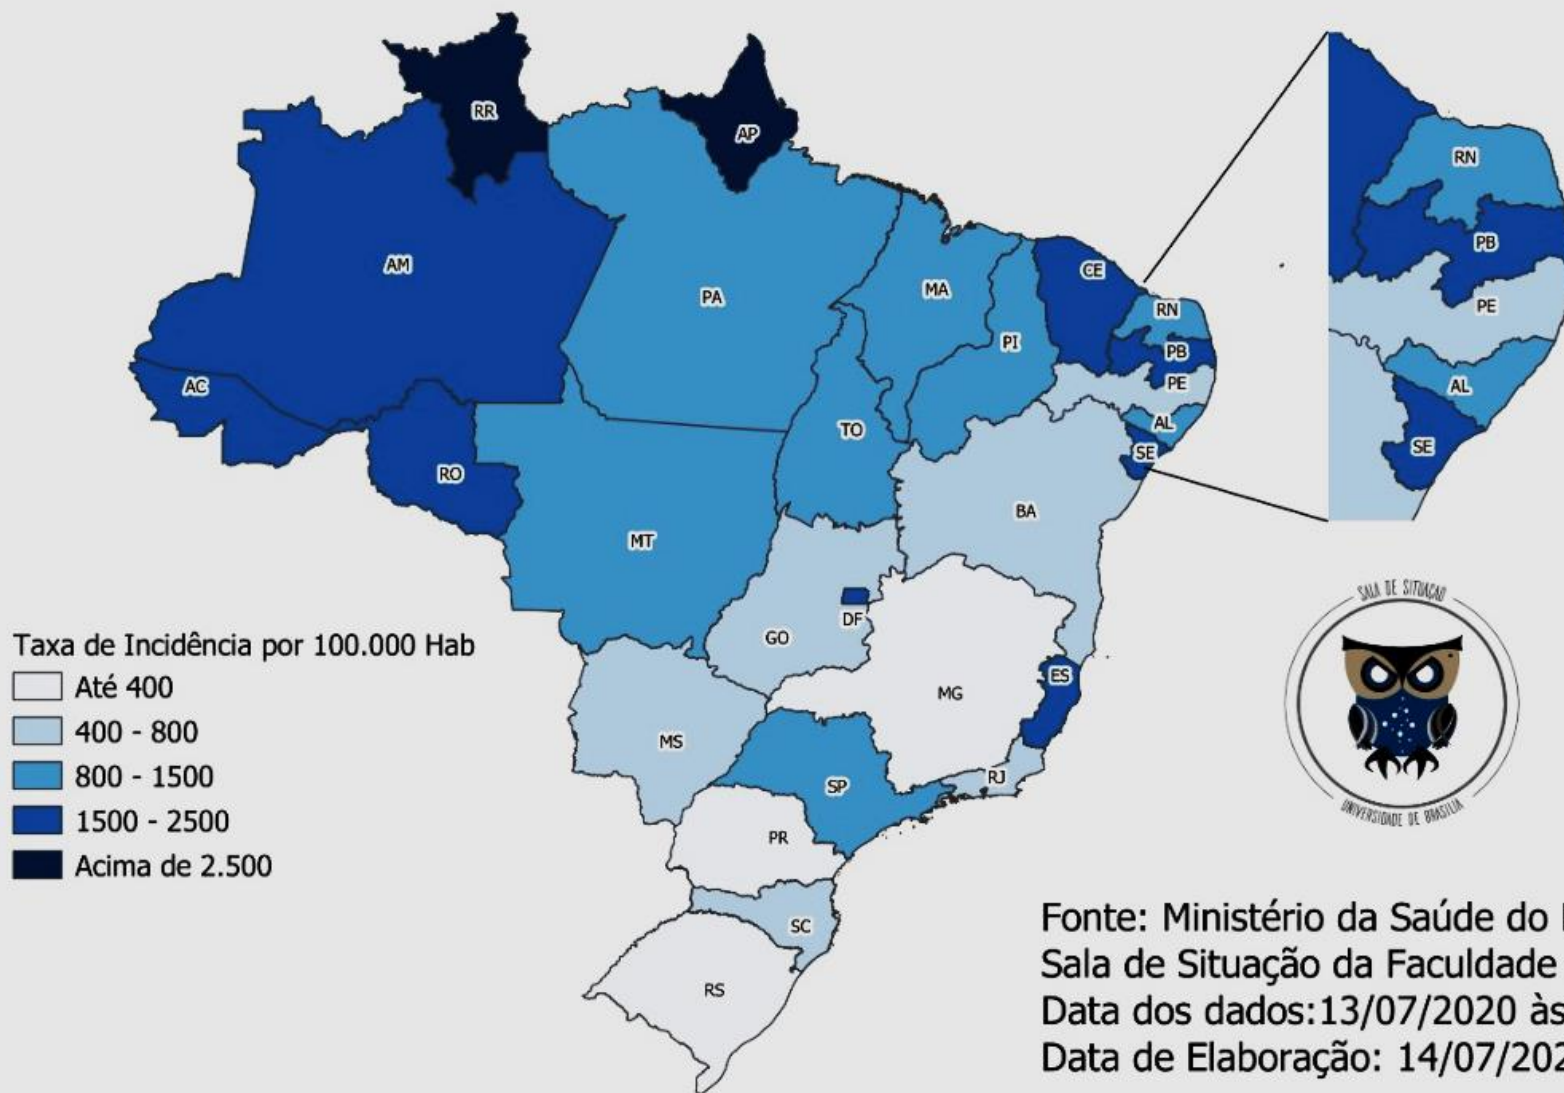 RR
AP
AM
PA
MA
CE
RN
PI
PB
PE
AC
AL
TO
SE
RO
BA
MT
DF
GO
ES
MG
MS
RJ
SP
PR
SC
RS
RN
PB
PE
AL
SE
Taxa de Incidência por 100.000 Hab
Até 400
400 - 800
800 - 1500
1500 - 2500
Acima de 2.500
SALA DE SITUAÇÃO
UNIVERSIDADE DE BRASÍLIA
Fonte: Ministério da Saúde do
Sala de Situação da Faculdade
Data dos dados:13/07/2020 às
Data de Elaboração: 14/07/202